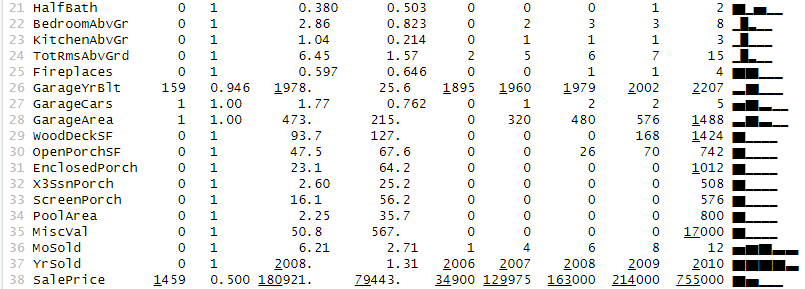 21 HalfBath 0 1 0.380 0.503 0 0 0 1 2 ▇▁▅▁▁
22 BedroomAbvGr 0 1 2.86 0.823 0 2 3 3 8 ▁▇▂▁▁
23 KitchenAbvGr 0 1 1.04 0.214 0 1 1 1 3 ▁▇▁▁▁
24 TotRmsAbvGrd 0 1 6.45 1.57 2 5 6 7 15 ▁▇▂▁▁
25 Fireplaces 0 1 0.597 0.646 0 0 1 1 4 ▇▇▁▁▁
26 GarageYrBlt 159 0.946 1978. 25.6 1895 1960 1979 2002 2207 ▂▇▁▁▁
27 GarageCars 1 1.00 1.77 0.762 0 1 2 2 5 ▅▇▂▁▁
28 GarageArea 1 1.00 473. 215. 0 320 480 576 1488 ▃▇▃▁▁
29 WoodDeckSF 0 1 93.7 127. 0 0 0 168 1424 ▇▁▁▁▁
30 OpenPorchSF 0 1 47.5 67.6 0 0 26 70 742 ▇▁▁▁▁
31 EnclosedPorch 0 1 23.1 64.2 0 0 0 0 1012 ▇▁▁▁▁
32 X3SsnPorch 0 1 2.60 25.2 0 0 0 0 508 ▇▁▁▁▁
33 ScreenPorch 0 1 16.1 56.2 0 0 0 0 576 ▇▁▁▁▁
34 PoolArea 0 1 2.25 35.7 0 0 0 0 800 ▇▁▁▁▁
35 MiscVal 0 1 50.8 567. 0 0 0 0 17000 ▇▁▁▁▁
36 MoSold 0 1 6.21 2.71 1 4 6 8 12 ▅▆▇▃▃
37 YrSold 0 1 2008. 1.31 2006 2007 2008 2009 2010 ▇▇▇▇▃
38 SalePrice 1459 0.500 180921. 79443. 34900 129975 163000 214000 755000 ▇▅▁▁▁